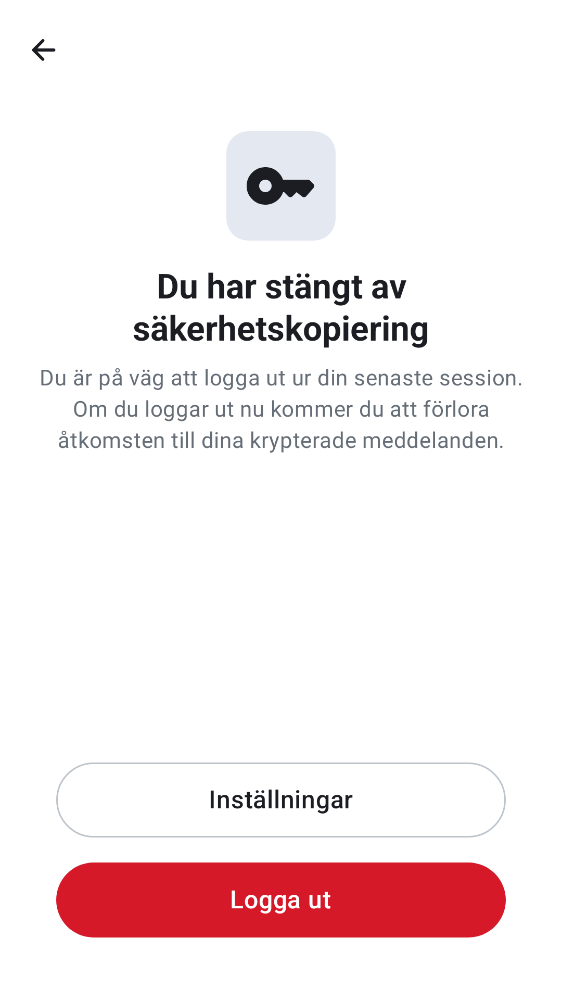 Du har stängt av
säkerhetskopiering
Du är på väg att logga ut ur din senaste session.
Om du loggar ut nu kommer du att förlora
åtkomsten till dina krypterade meddelanden.
Inställningar
Logga ut